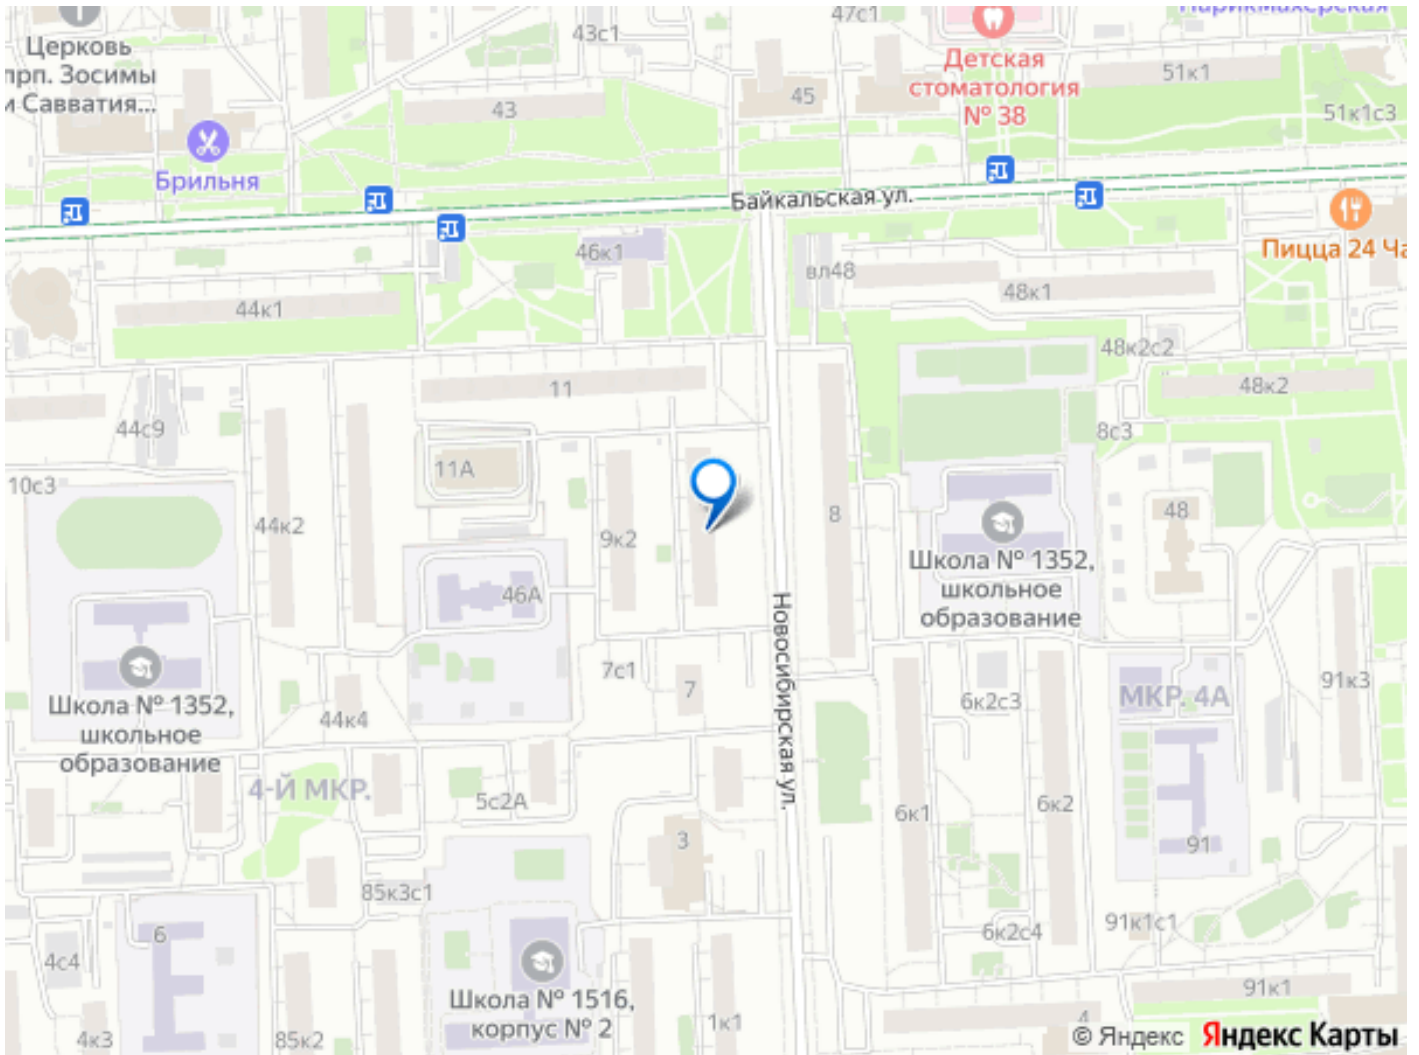 47с1
Парикмахерская
Церковь
прп. Зосимы
и Савватия...
43с1
Детская
стоматология
№ 38
51к1
43
45
51к1с3
Брильня
Байкальская ул.
46к1
Пицца 24 Ча
вл48
44к1
48к1
48к2с2
11
48к2
44с9
8с3
11А
10с3
44к2
9к2
8
48
Школа № 1352,
школьное
образование
46А
Новосибирская ул.
7с1
7
МКР. 4А
91к3
6к2с3
Школа № 1352,
школьное
образование
44к4
4-Й МКР.
5с2А
6к1
6к2
3
91
85к3с1
91к1с1
6
6к2с4
4с4
Школа № 1516,
корпус № 2
91к1
4к3
85к2
1к1
4
© Яндекс Яндекс Карты